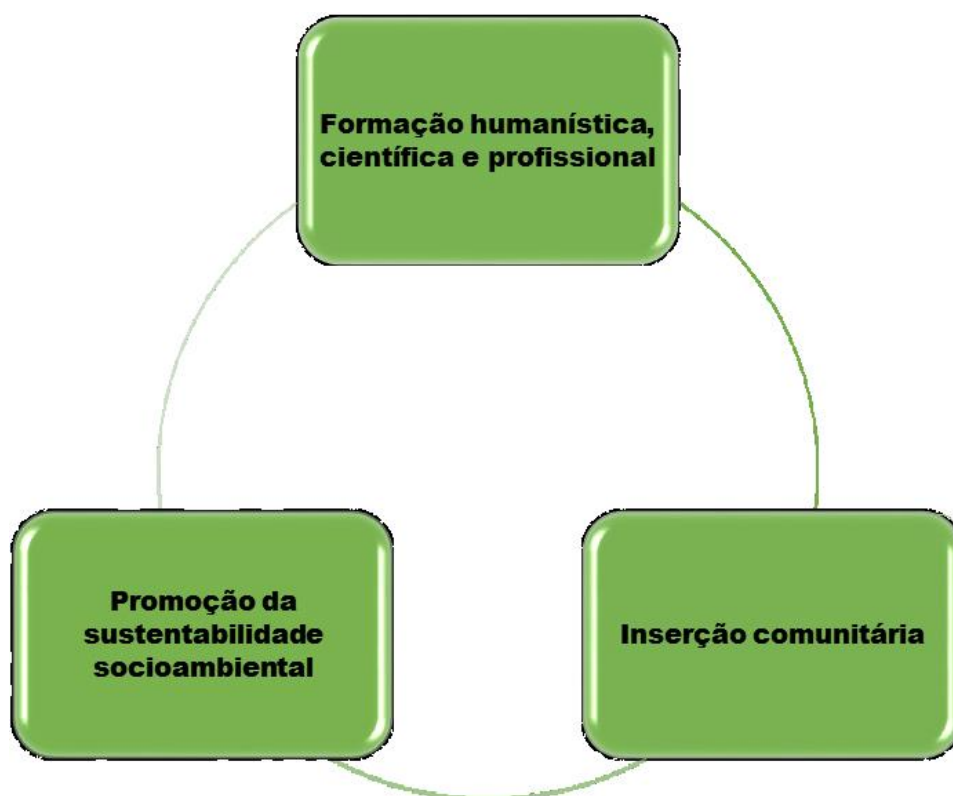 Formação humanística,
científica e profissional
Promoção da
sustentabilidade
socioambiental
Inserção comunitária